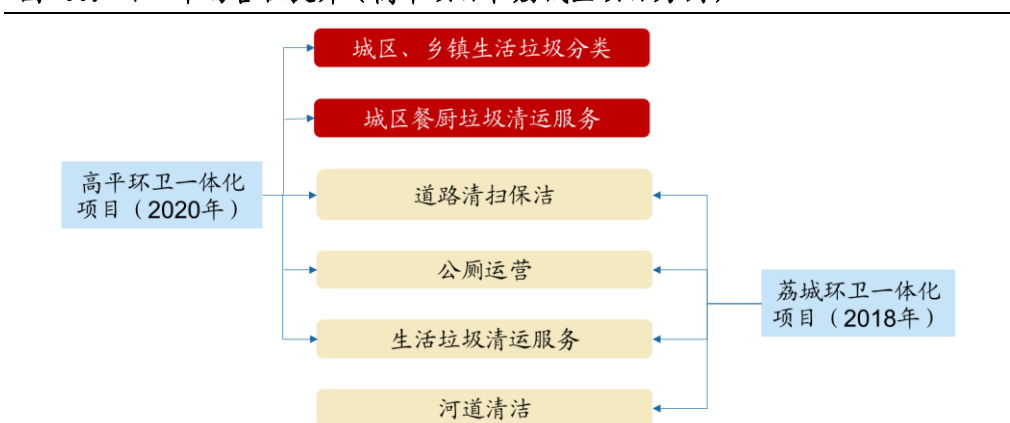 城区、乡镇生活垃圾分类
城区餐厨垃圾清运服务
高平环卫一体化
项目（2020年）
道路清扫保洁
公厕运营
荔城环卫一体化
项目（2018年）
生活垃圾清运服务
河道清洁